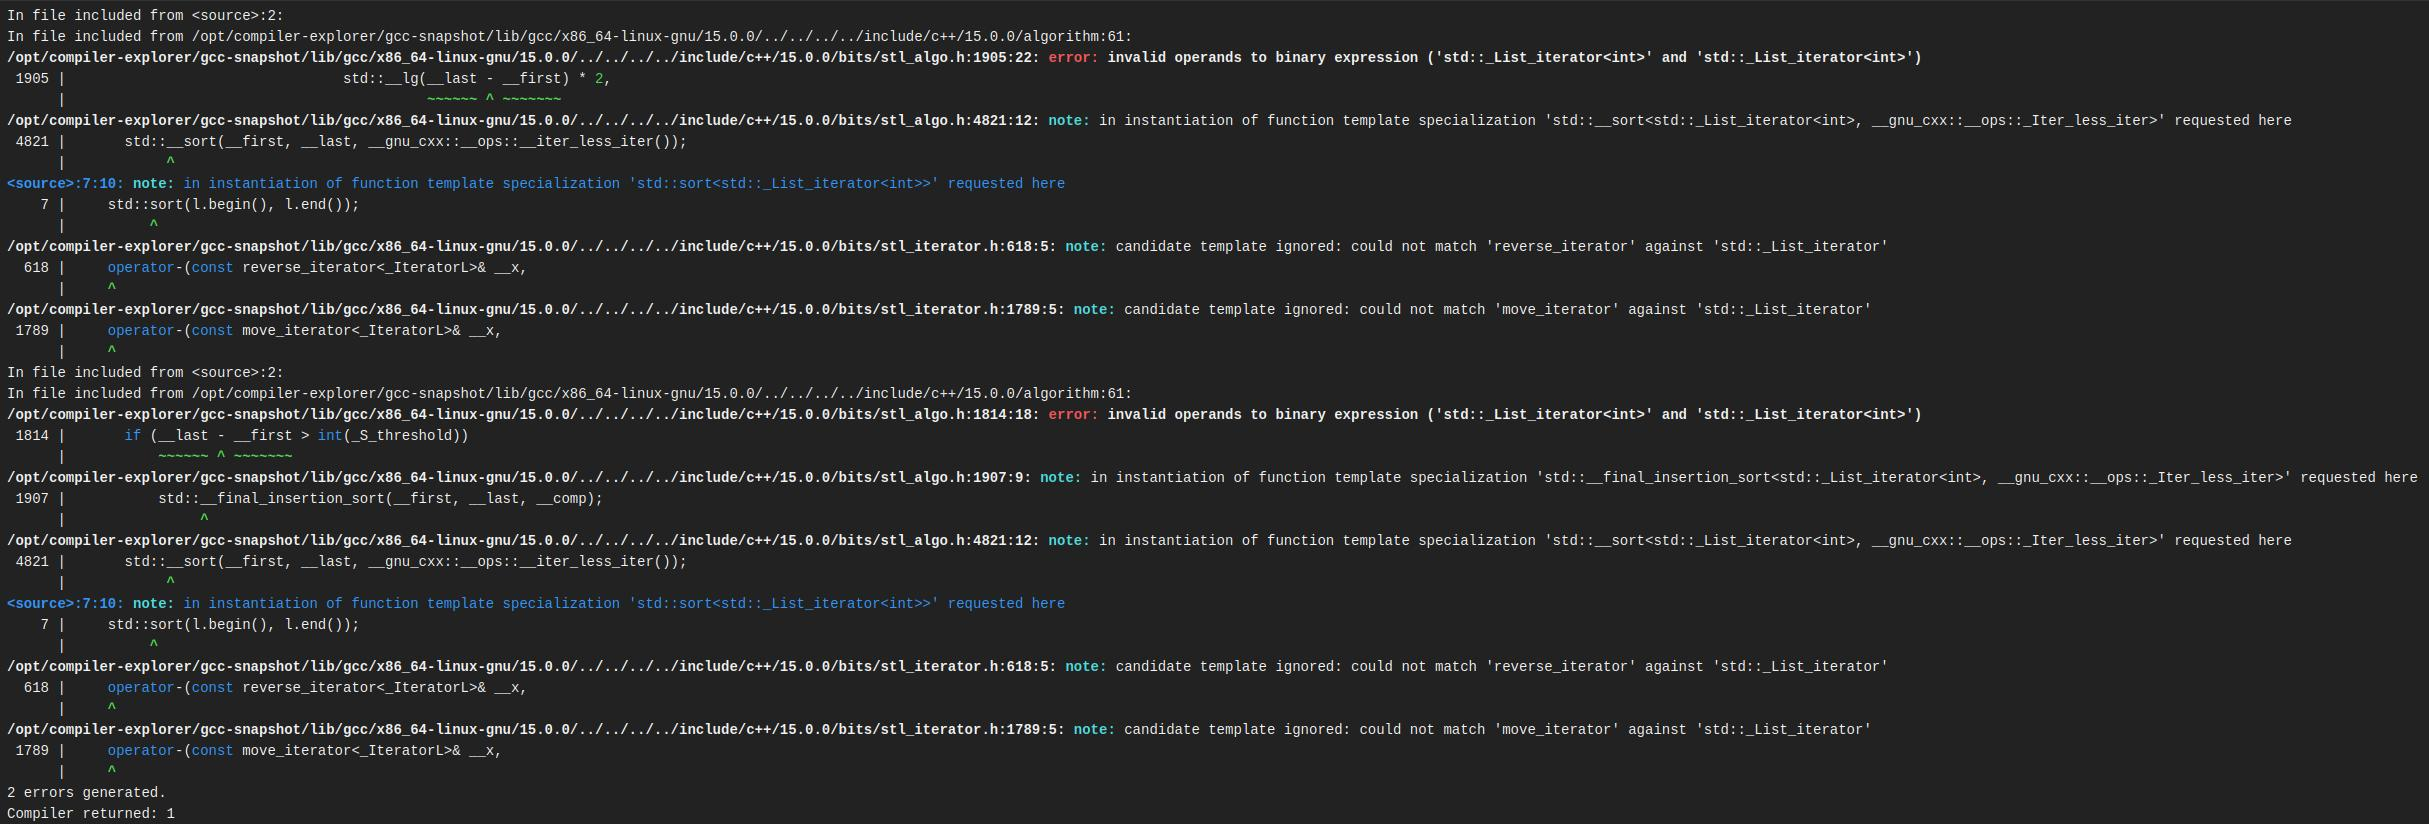 In file included from <source>:2:
In file included from /opt/compiler-explorer/gcc-snapshot/lib/gcc/x86_64-linux-gnu/15.0.0/../../../../include/c++/15.0.0/algorithm:61:
/opt/compiler-explorer/gcc-snapshot/lib/gcc/x86_64-linux-gnu/15.0.0/../../../../include/c++/15.0.0/bits/stl_algo.h:1905:22: error: invalid operands to binary expression ('std::_List_iterator<int>' and 'std::_List_iterator<int>')
 1905 |                                 std::__lg(__last - __first) * 2,
      |                                           ~~~~~~ ^ ~~~~~~~
/opt/compiler-explorer/gcc-snapshot/lib/gcc/x86_64-linux-gnu/15.0.0/../../../../include/c++/15.0.0/bits/stl_algo.h:4821:12: note: in instantiation of function template specialization 'std::__sort<std::_List_iterator<int>, __gnu_cxx::__ops::_Iter_less_iter>' requested here
 4821 |       std::__sort(__first, __last, __gnu_cxx::__ops::__iter_less_iter());
      |            ^
<source>:7:10: note: in instantiation of function template specialization 'std::sort<std::_List_iterator<int>>' requested here
    7 |     std::sort(l.begin(), l.end());
      |          ^
/opt/compiler-explorer/gcc-snapshot/lib/gcc/x86_64-linux-gnu/15.0.0/../../../../include/c++/15.0.0/bits/stl_iterator.h:618:5: note: candidate template ignored: could not match 'reverse_iterator' against 'std::_List_iterator'
  618 |     operator-(const reverse_iterator<_IteratorL>& __x,
      |     ^
/opt/compiler-explorer/gcc-snapshot/lib/gcc/x86_64-linux-gnu/15.0.0/../../../../include/c++/15.0.0/bits/stl_iterator.h:1789:5: note: candidate template ignored: could not match 'move_iterator' against 'std::_List_iterator'
 1789 |     operator-(const move_iterator<_IteratorL>& __x,
      |     ^
In file included from <source>:2:
In file included from /opt/compiler-explorer/gcc-snapshot/lib/gcc/x86_64-linux-gnu/15.0.0/../../../../include/c++/15.0.0/algorithm:61:
/opt/compiler-explorer/gcc-snapshot/lib/gcc/x86_64-linux-gnu/15.0.0/../../../../include/c++/15.0.0/bits/stl_algo.h:1814:18: error: invalid operands to binary expression ('std::_List_iterator<int>' and 'std::_List_iterator<int>')
 1814 |       if (__last - __first > int(_S_threshold))
      |           ~~~~~~ ^ ~~~~~~~
/opt/compiler-explorer/gcc-snapshot/lib/gcc/x86_64-linux-gnu/15.0.0/../../../../include/c++/15.0.0/bits/stl_algo.h:1907:9: note: in instantiation of function template specialization 'std::__final_insertion_sort<std::_List_iterator<int>, __gnu_cxx::__ops::_Iter_less_iter>' requested here
 1907 |           std::__final_insertion_sort(__first, __last, __comp);
      |                ^
/opt/compiler-explorer/gcc-snapshot/lib/gcc/x86_64-linux-gnu/15.0.0/../../../../include/c++/15.0.0/bits/stl_algo.h:4821:12: note: in instantiation of function template specialization 'std::__sort<std::_List_iterator<int>, __gnu_cxx::__ops::_Iter_less_iter>' requested here
 4821 |       std::__sort(__first, __last, __gnu_cxx::__ops::__iter_less_iter());
      |            ^
<source>:7:10: note: in instantiation of function template specialization 'std::sort<std::_List_iterator<int>>' requested here
    7 |     std::sort(l.begin(), l.end());
      |          ^
/opt/compiler-explorer/gcc-snapshot/lib/gcc/x86_64-linux-gnu/15.0.0/../../../../include/c++/15.0.0/bits/stl_iterator.h:618:5: note: candidate template ignored: could not match 'reverse_iterator' against 'std::_List_iterator'
  618 |     operator-(const reverse_iterator<_IteratorL>& __x,
      |     ^
/opt/compiler-explorer/gcc-snapshot/lib/gcc/x86_64-linux-gnu/15.0.0/../../../../include/c++/15.0.0/bits/stl_iterator.h:1789:5: note: candidate template ignored: could not match 'move_iterator' against 'std::_List_iterator'
 1789 |     operator-(const move_iterator<_IteratorL>& __x,
      |     ^
2 errors generated.
Compiler returned: 1